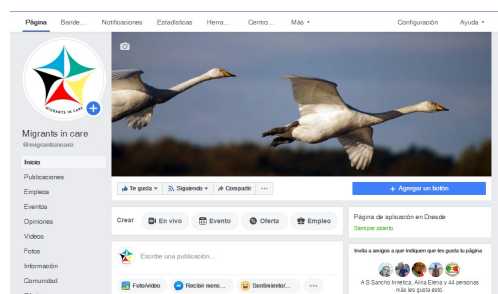 Página Bande... Notificaciones Estadísticas Herra... Centro... Más Configuración Ayuda
MIGRANTS IN CARE
Migrants in care
@migrantsincare
Inicio
Publicaciones
Empleos
Eventos
Opiniones
Videos
Fotos
Información
Comunidad
Te gusta Siguiendo Compartir ...
+ Agregar un botón
Crear En vivo Evento Oferta Empleo
Escribe una publicación...
Foto/video Recibir mens... Sentimiento/... ...
Página de aplicación en Dresde
Siempre abierto
Invita a amigos a que indiquen que les gusta tu página
A S Sancho Innetica, Alina Elena y 44 personas
más les gusta esto.